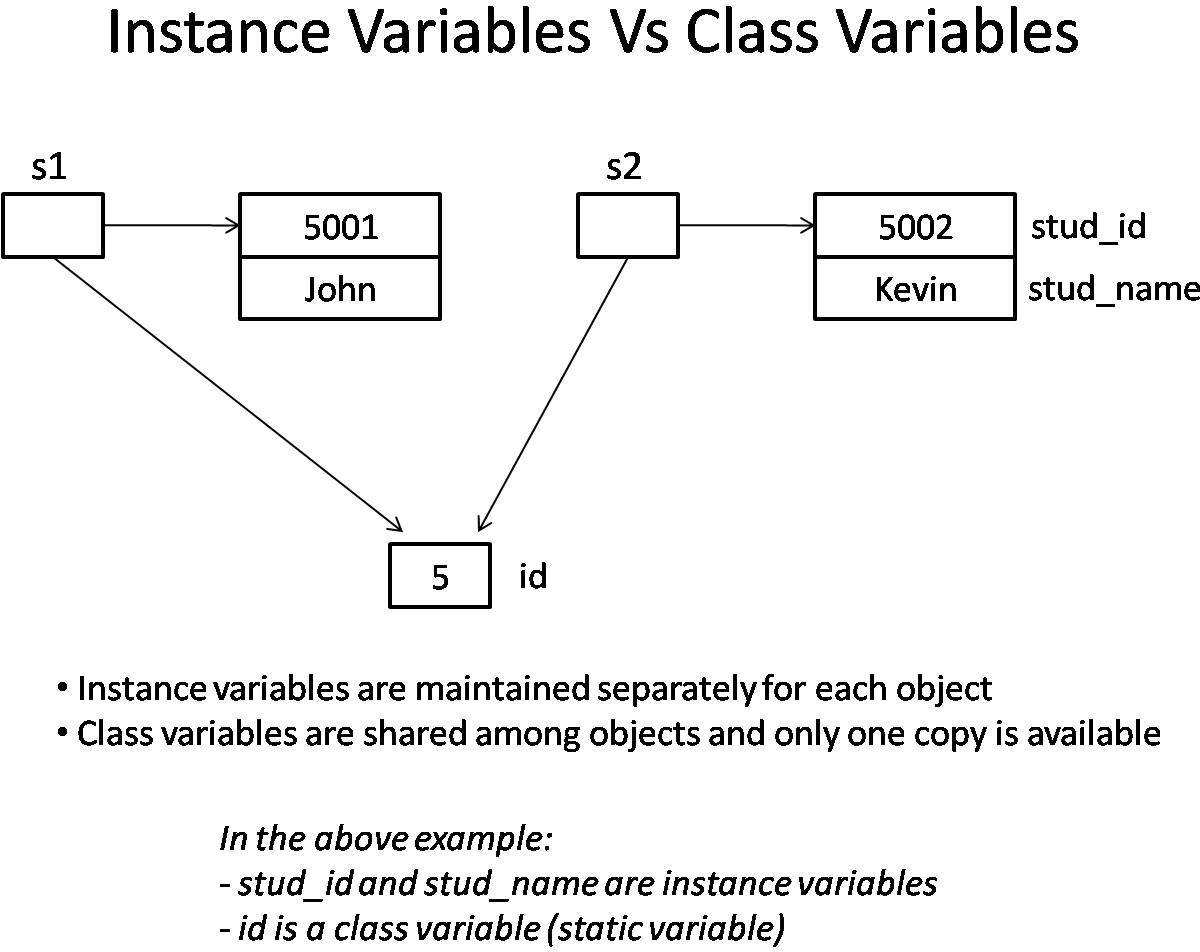 Instance Variables Vs Class Variables
s1
s2
5001
5002
stud_id
John
Kevin
stud_name
5
id
• Instance variables are maintained separately for each object
• Class variables are shared among objects and only one copy is available
In the above example:
- stud_id and stud_name are instance variables
- id is a class variable (static variable)